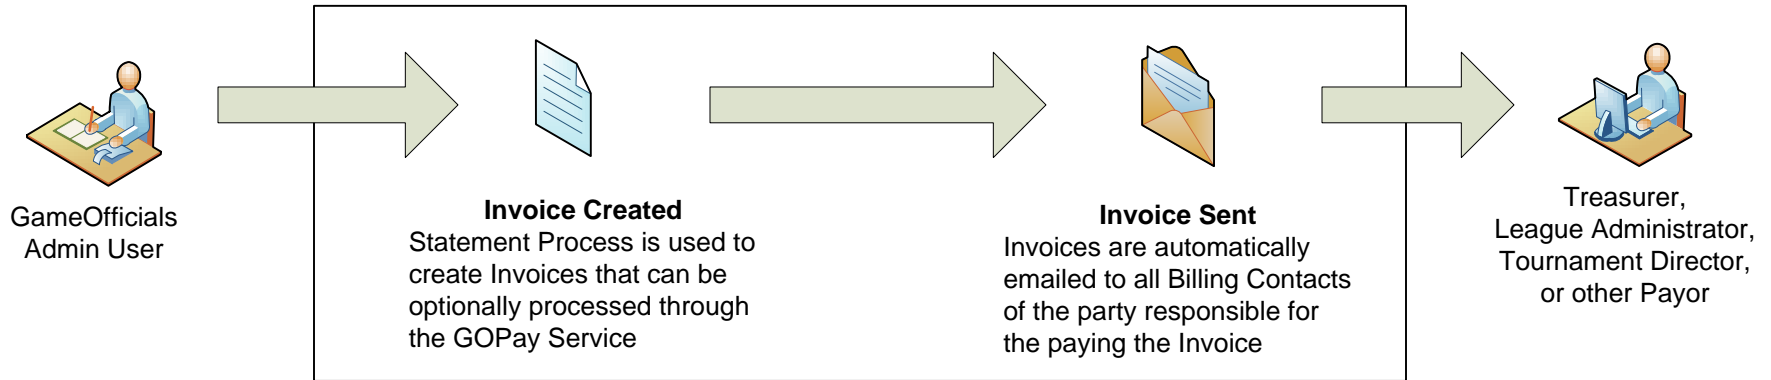 GameOfficials
Admin User
Invoice Created
Statement Process is used to
create Invoices that can be
optionally processed through
the GOPay Service
Invoice Sent
Invoices are automatically
emailed to all Billing Contacts
of the party responsible for
the paying the Invoice
Treasurer,
League Administrator,
Tournament Director,
or other Payor